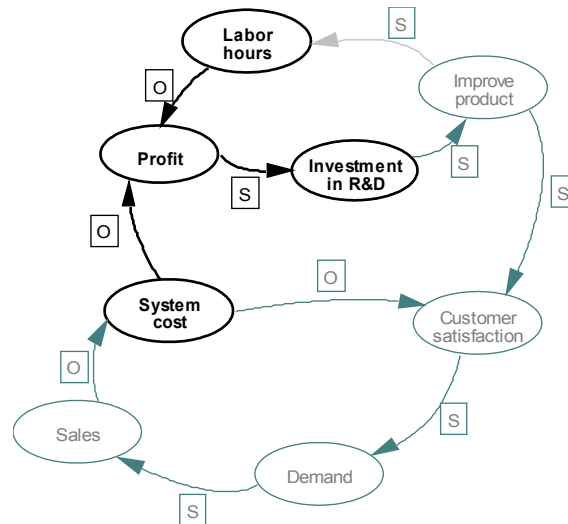 S
Labor
hours
Improve
product
O
Profit
Investment
in R&D
S
S
S
O
O
System
cost
Customer
satisfaction
O
S
Sales
Demand
S